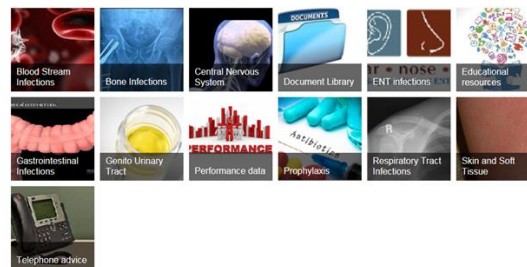 DOCUMENTS
Blood Stream
Infections
Bone Infections
Central Nervous
System
Document Library
ENT infections
Educational
resources
Gastrointestinal
Infections
Genito Urinary
Tract
PERFORMANCE
Performance data
Antibiotics
Prophylaxis
R
Respiratory Tract
Infections
Skin and Soft
Tissue
Telephone advice